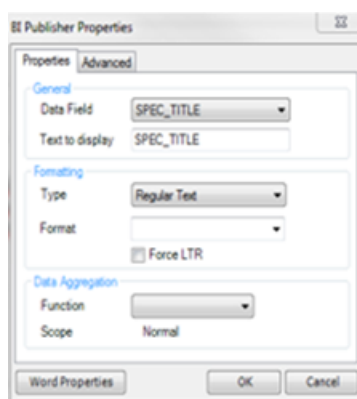 BI Publisher Properties
Properties Advanced
General
Data Field SPEC_TITLE
Text to display SPEC_TITLE
Formatting
Type Regular Text
Format
Force LTR
Data Aggregation
Function
Scope Normal
Word Properties OK Cancel